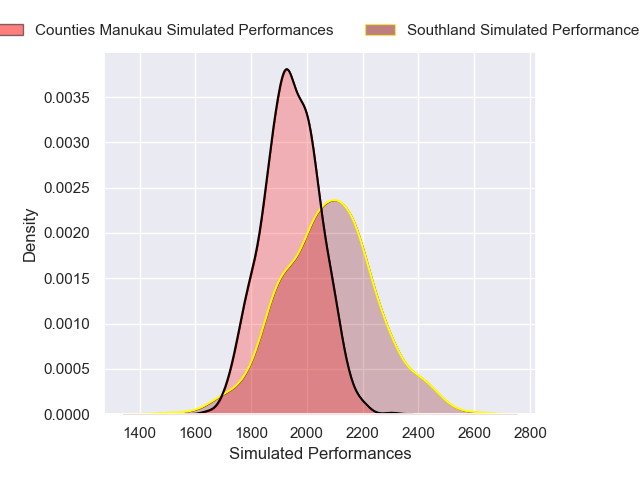 Counties Manukau Simulated Performances
Southland Simulated Performance
0.0035
0.0030
0.0025
0.0020
0.0015
0.0010
0.0005
0.0000
Density
1400 1600 1800 2000 2200 2400 2600 2800
Simulated Performances